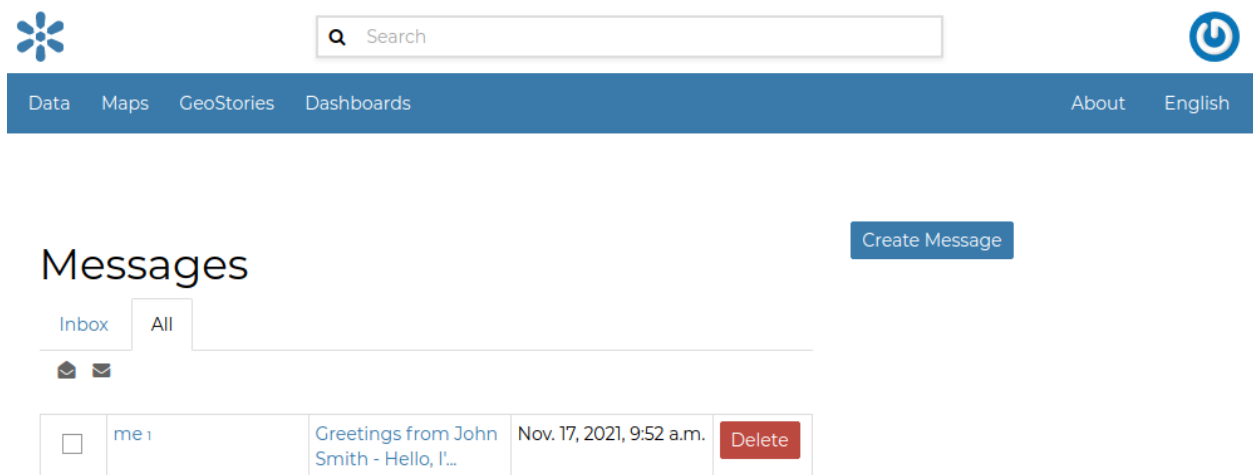 Search
Data Maps GeoStories Dashboards About English
Create Message
Messages
Inbox All
me 1 Greetings from John Nov. 17, 2021, 9:52 a.m. Delete
Smith - Hello, I'...